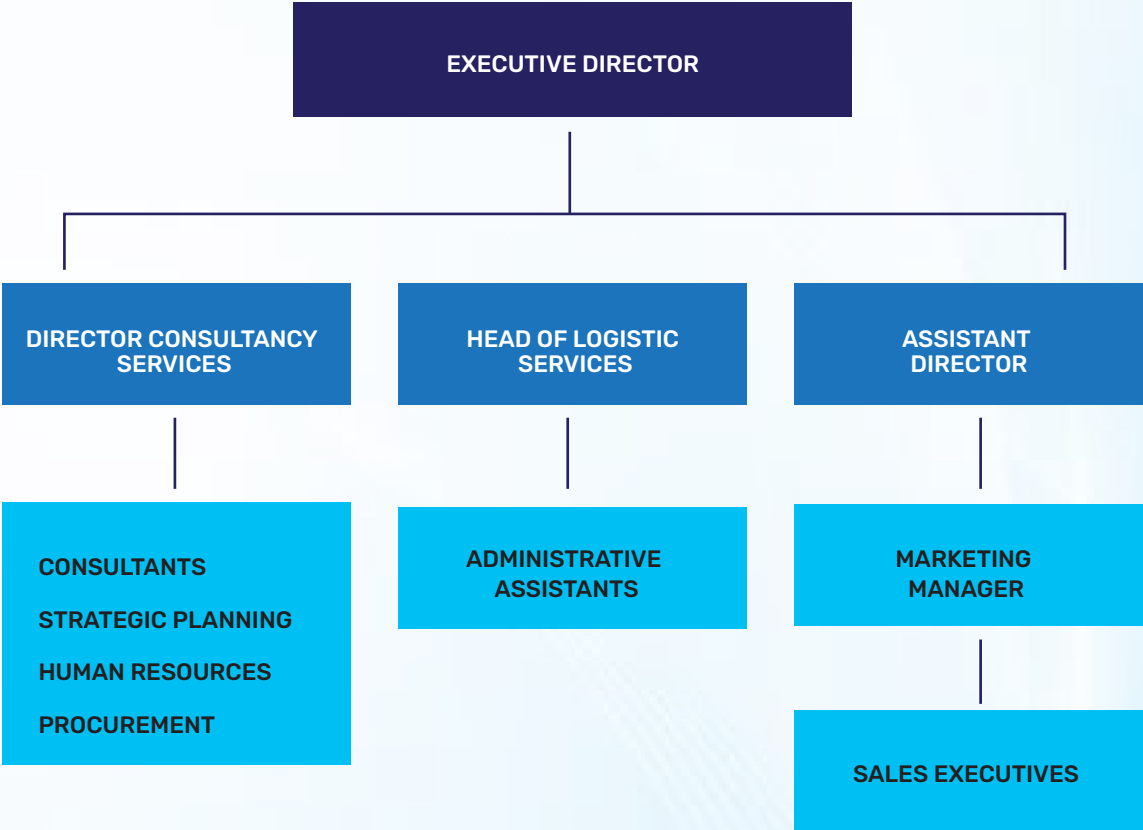 EXECUTIVE DIRECTOR
DIRECTOR CONSULTANCY
SERVICES
HEAD OF LOGISTIC
SERVICES
ASSISTANT
DIRECTOR
CONSULTANTS
STRATEGIC PLANNING
HUMAN RESOURCES
PROCUREMENT
ADMINISTRATIVE
ASSISTANTS
MARKETING
MANAGER
SALES EXECUTIVES